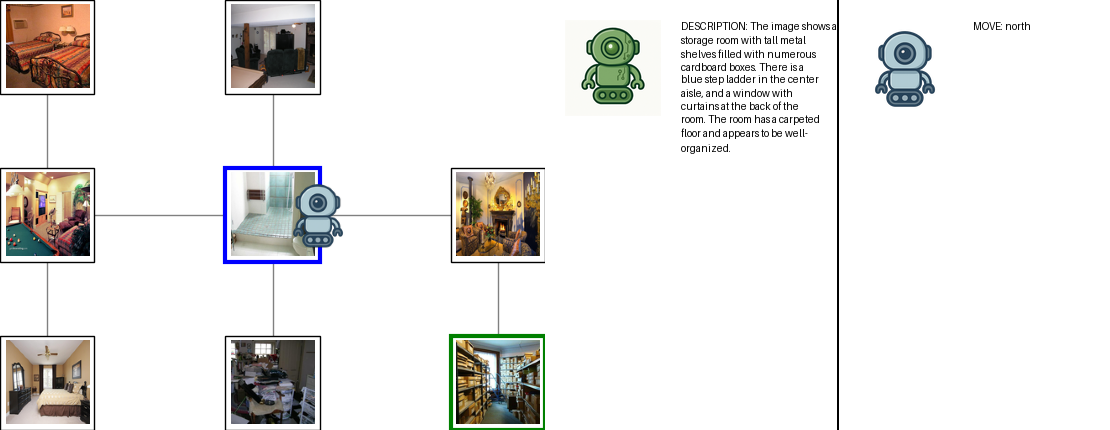 DESCRIPTION: The image shows a
storage room with tall metal
shelves filled with numerous
cardboard boxes. There is a
blue step ladder in the center
aisle, and a window with
curtains at the back of the
room. The room has a carpeted
floor and appears to be well-
organized.
MOVE: north